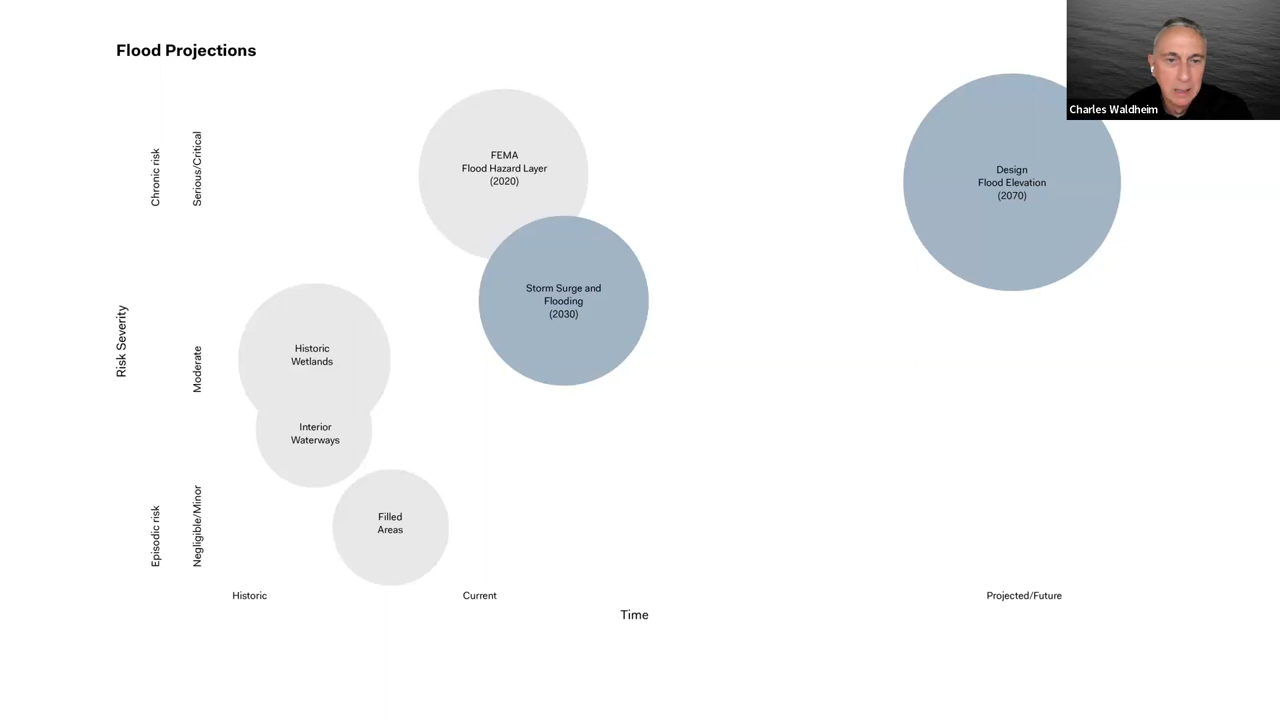 Flood Projections
Charles Waldheim
Chronic risk
Serious/Critical
FEMA
Flood Hazard Layer
(2020)
Design
Flood Elevation
(2070)
Storm Surge and
Flooding
(2030)
Risk Severity
Moderate
Historic
Wetlands
Interior
Waterways
Episodic risk
Negligible/Minor
Filled
Areas
Historic
Current
Projected/Future
Time